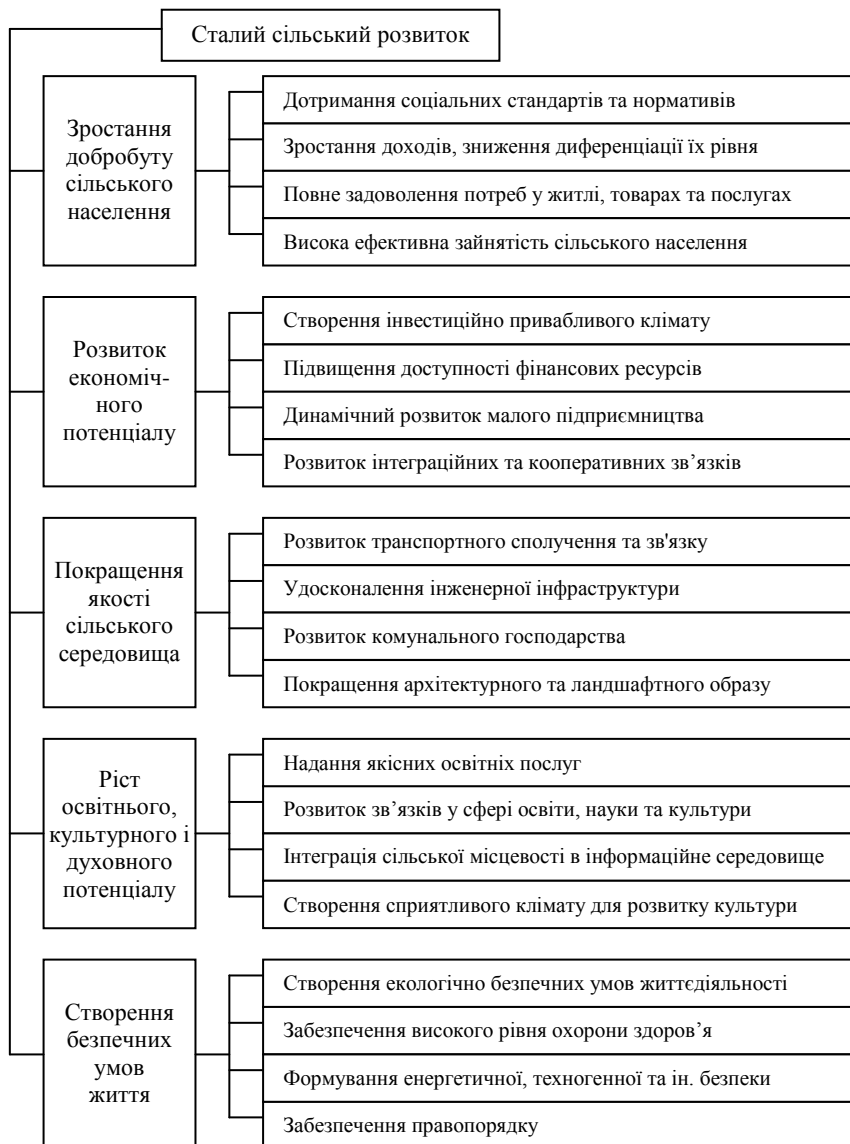 Сталий сільський розвиток
Зростання
добробуту
сільського
населення
Дотримання соціальних стандартів та нормативів
Зростання доходів, зниження диференціації їх рівня
Повне задоволення потреб у житлі, товарах та послугах
Висока ефективна зайнятість сільського населення
Розвиток
економіч-
ного
потенціалу
Створення інвестиційно привабливого клімату
Підвищення доступності фінансових ресурсів
Динамічний розвиток малого підприємництва
Розвиток інтеграційних та кооперативних зв’язків
Покращення
якості
сільського
середовища
Розвиток транспортного сполучення та зв'язку
Удосконалення інженерної інфраструктури
Розвиток комунального господарства
Покращення архітектурного та ландшафтного образу
Ріст
освітнього,
культурного і
духовного
потенціалу
Надання якісних освітніх послуг
Розвиток зв’язків у сфері освіти, науки та культури
Інтеграція сільської місцевості в інформаційне середовище
Створення сприятливого клімату для розвитку культури
Створення
безпечних
умов
життя
Створення екологічно безпечних умов життєдіяльності
Забезпечення високого рівня охорони здоров’я
Формування енергетичної, техногенної та ін. безпеки
Забезпечення правопорядку